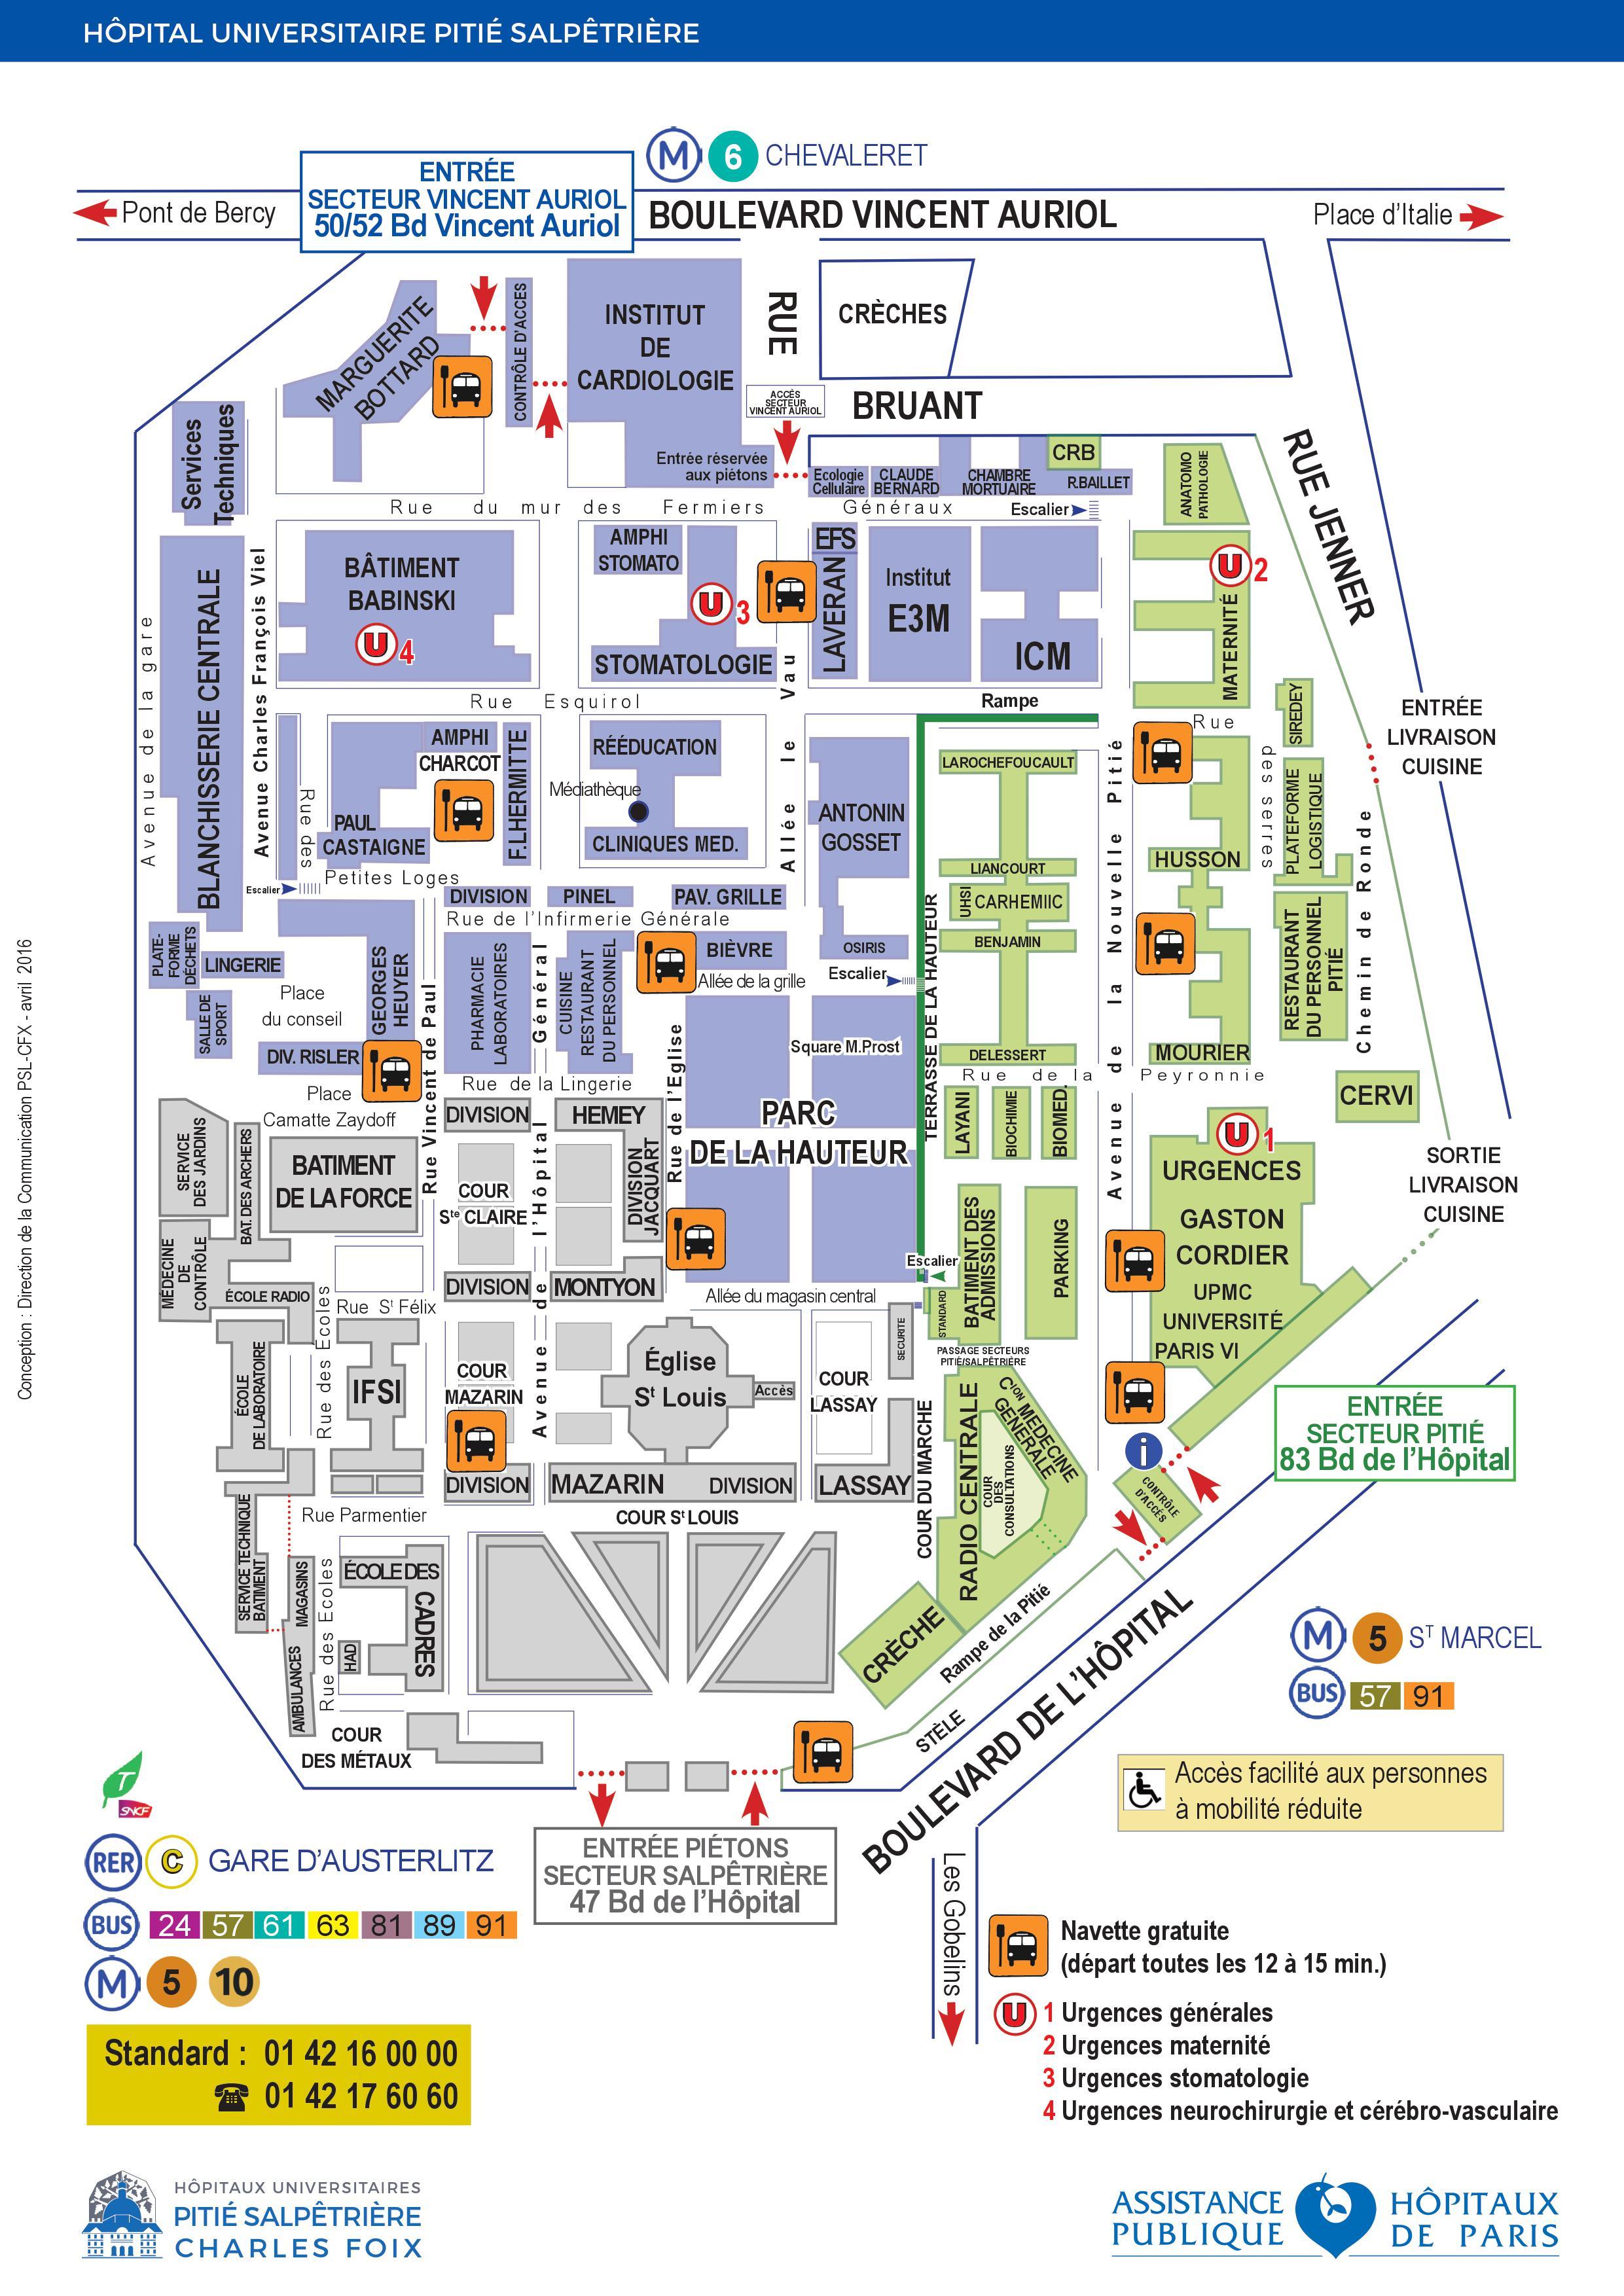 HÔPITAL UNIVERSITAIRE PITIÉ SALPÊTRIÈRE
M 6 CHEVALERET
ENTRÉE
SECTEUR VINCENT AURIOL
50/52 Bd Vincent Auriol
Pont de Bercy
BOULEVARD VINCENT AURIOL
Place d'Italie
MARGUERITE
BOTTARD
CONTRÔLE D'ACCES
INSTITUT
DE
CARDIOLOGIE
RUE
BRUANT
CRÈCHES
ACCÈS
SECTEUR
VINCENT AURIOL
Entrée réservée
aux piétons
Services
Techniques
Ecologie
Cellulaire
CLAUDE
BERNARD
CHAMBRE
MORTUAIRE
CRB
R.BAILLET
ANATOMO
PATHOLOGIE
RUE JENNER
Rue du mur des Fermiers Généraux
Escalier
BLANCHISSERIE CENTRALE
Avenue de la gare
Avenue Charles François Viel
BÂTIMENT
BABINSKI
U 4
AMPHI
STOMATO
U 3
STOMATOLOGIE
EFS
LAVERAN
Institut
E3M
ICM
U 2
MATERNITÉ
Rue Esquirol
Allée le Vau
Rampe
Rue
des serres
SIREDEY
ENTRÉE
LIVRAISON
CUISINE
AMPHI
CHARCOT
PAUL
CASTAIGNE
F.LHERMITTE
Rue des
Petites Loges
Escalier
RÉÉDUCATION
Médiathèque
CLINIQUES MED.
ANTONIN
GOSSET
OSIRIS
LAROCHEFOUCAULT
LIANCOURT
UHSI
CARHEMIIC
BENJAMIN
DELESSERT
Avenue de la Nouvelle Pitié
HUSSON
MOURIER
PLATEFORME
LOGISTIQUE
RESTAURANT
DU PERSONNEL
PITIÉ
Chemin de Ronde
DIVISION PINEL
PAV. GRILLE
Rue de l'Infirmerie Générale
PLATE-
FORME
DÉCHETS
LINGERIE
SALLE DE
SPORT
Place
du conseil
GEORGES
HEUYER
DIV. RISLER
Rue Vincent de Paul
PHARMACIE
LABORATOIRES
Avenue de l'Hôpital Général
CUISINE
RESTAURANT
DU PERSONNEL
BIÈVRE
Allée de la grille
Escalier
TERRASSE DE LA HAUTEUR
Square M.Prost
PARC
DE LA HAUTEUR
Rue de l'Eglise
Rue de la Lingerie
Rue de la Peyronnie
CERVI
LAYANI
BIOCHIMIE
BIOMED.
Place
Camatte Zaydoff
SERVICE
DES JARDINS
BAT. DES ARCHERS
BATIMENT
DE LA FORCE
DIVISION HEMEY
DIVISION
JACQUART
COUR
Ste CLAIRE
DIVISION MONTYON
MÉDECINE
DE
CONTRÔLE
ÉCOLE RADIO
Rue St Félix
U 1
URGENCES
GASTON
CORDIER
UPMC
UNIVERSITÉ
PARIS VI
SORTIE
LIVRAISON
CUISINE
Escalier
BATIMENT DES
ADMISSIONS
PARKING
STANDARD
Allée du magasin central
PASSAGE SECTEURS
PITIÉ/SALPÊTRIÈRE
SECURITE
ÉCOLE
DE LABORATOIRE
Rue des Ecoles
IFSI
COUR
MAZARIN
Église
St Louis
Accès
COUR
LASSAY
COUR DU MARCHE
RADIO CENTRALE
Cion MEDECINE
GENERALE
COUR
DES
CONSULTATIONS
i
CONTRÔLE
D'ACCÈS
ENTRÉE
SECTEUR PITIÉ
83 Bd de l'Hôpital
DIVISION MAZARIN
DIVISION LASSAY
Rue Parmentier
COUR St LOUIS
SERVICE TECHNIQUE
BATIMENT
MAGASINS
AMBULANCES
Rue des Ecoles
ÉCOLE DES
CADRES
HAD
COUR
DES MÉTAUX
CRÈCHE
Rampe de la Pitié
STÈLE
BOULEVARD DE L'HÔPITAL
M 5 ST MARCEL
BUS 57 91
Accès facilité aux personnes
à mobilité réduite
ENTRÉE PIÉTONS
SECTEUR SALPÊTRIÈRE
47 Bd de l'Hôpital
Les Gobelins
T
SNCF
RER C GARE D'AUSTERLITZ
BUS 24 57 61 63 81 89 91
M 5 10
Standard : 01 42 16 00 00
01 42 17 60 60
Navette gratuite
(départ toutes les 12 à 15 min.)
U 1 Urgences générales
2 Urgences maternité
3 Urgences stomatologie
4 Urgences neurochirurgie et cérébro-vasculaire
Conception : Direction de la Communication PSL-CFX - avril 2016
HÔPITAUX UNIVERSITAIRES
PITIÉ SALPÊTRIÈRE
CHARLES FOIX
ASSISTANCE
PUBLIQUE
HÔPITAUX
DE PARIS